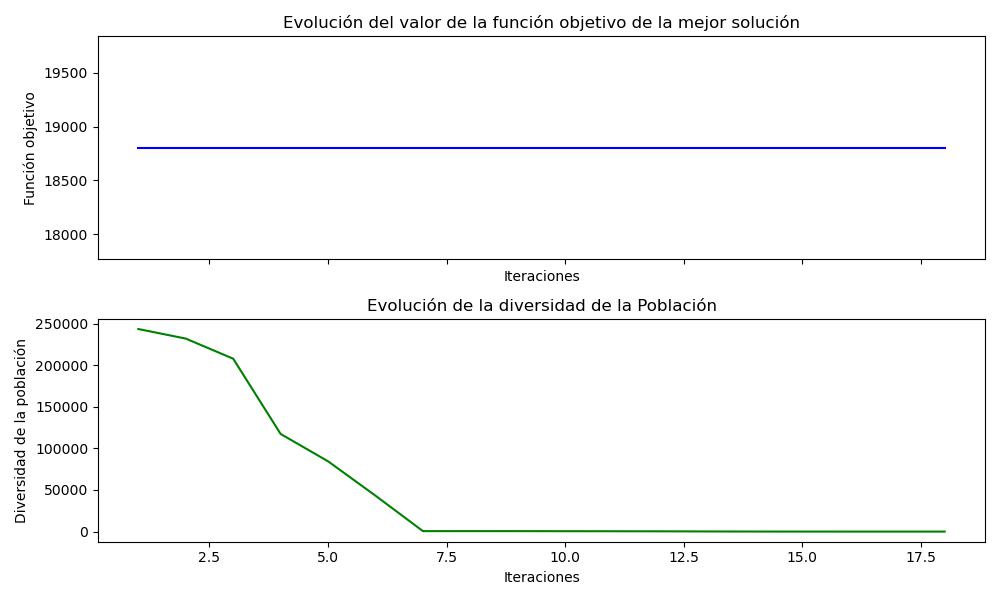 Evolución del valor de la función objetivo de la mejor solución
Función objetivo
19500
19000
18500
18000
Iteraciones
Evolución de la diversidad de la Población
Diversidad de la población
250000
200000
150000
100000
50000
0
2.5
5.0
7.5
10.0
12.5
15.0
17.5
Iteraciones